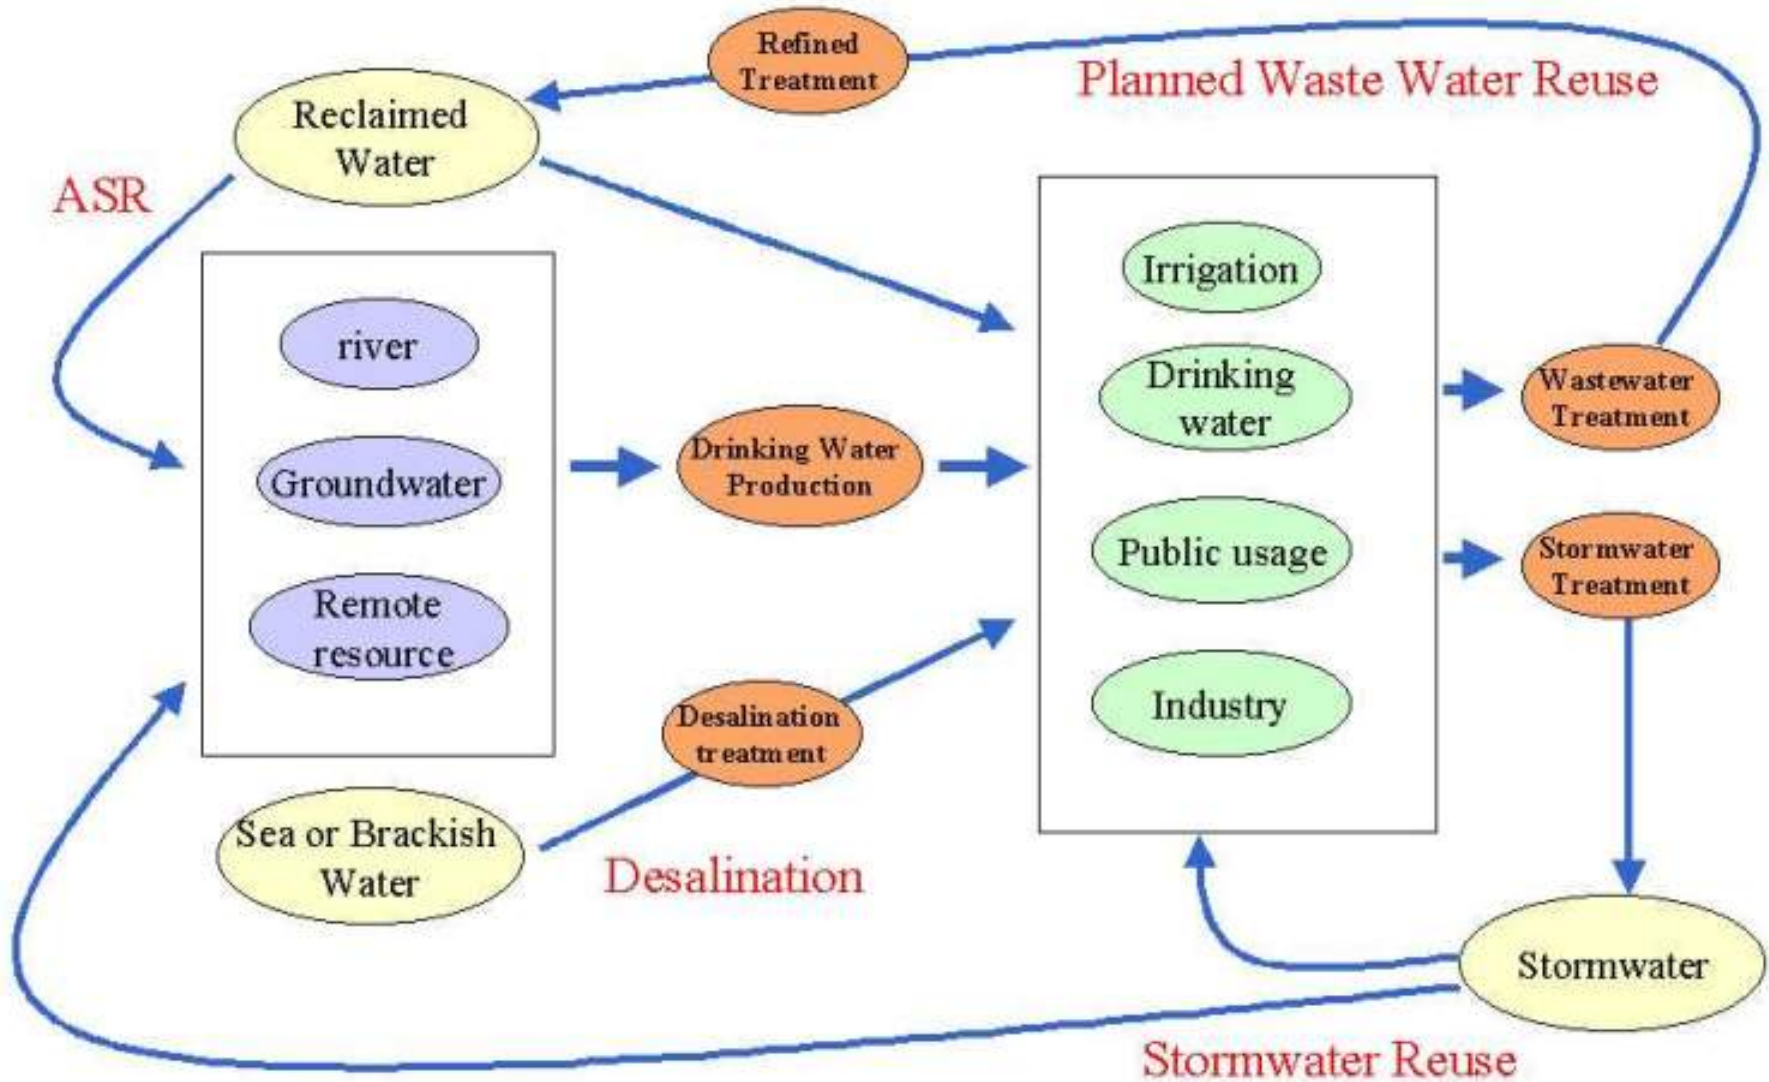 Refined
Treatment
Planned Waste Water Reuse
Reclaimed
Water
ASR
river
Groundwater
Remote
resource
Drinking Water
Production
Irrigation
Drinking
water
Public usage
Industry
Wastewater
Treatment
Stormwater
Treatment
Desalination
treatment
Sea or Brackish
Water
Desalination
Stormwater
Stormwater Reuse